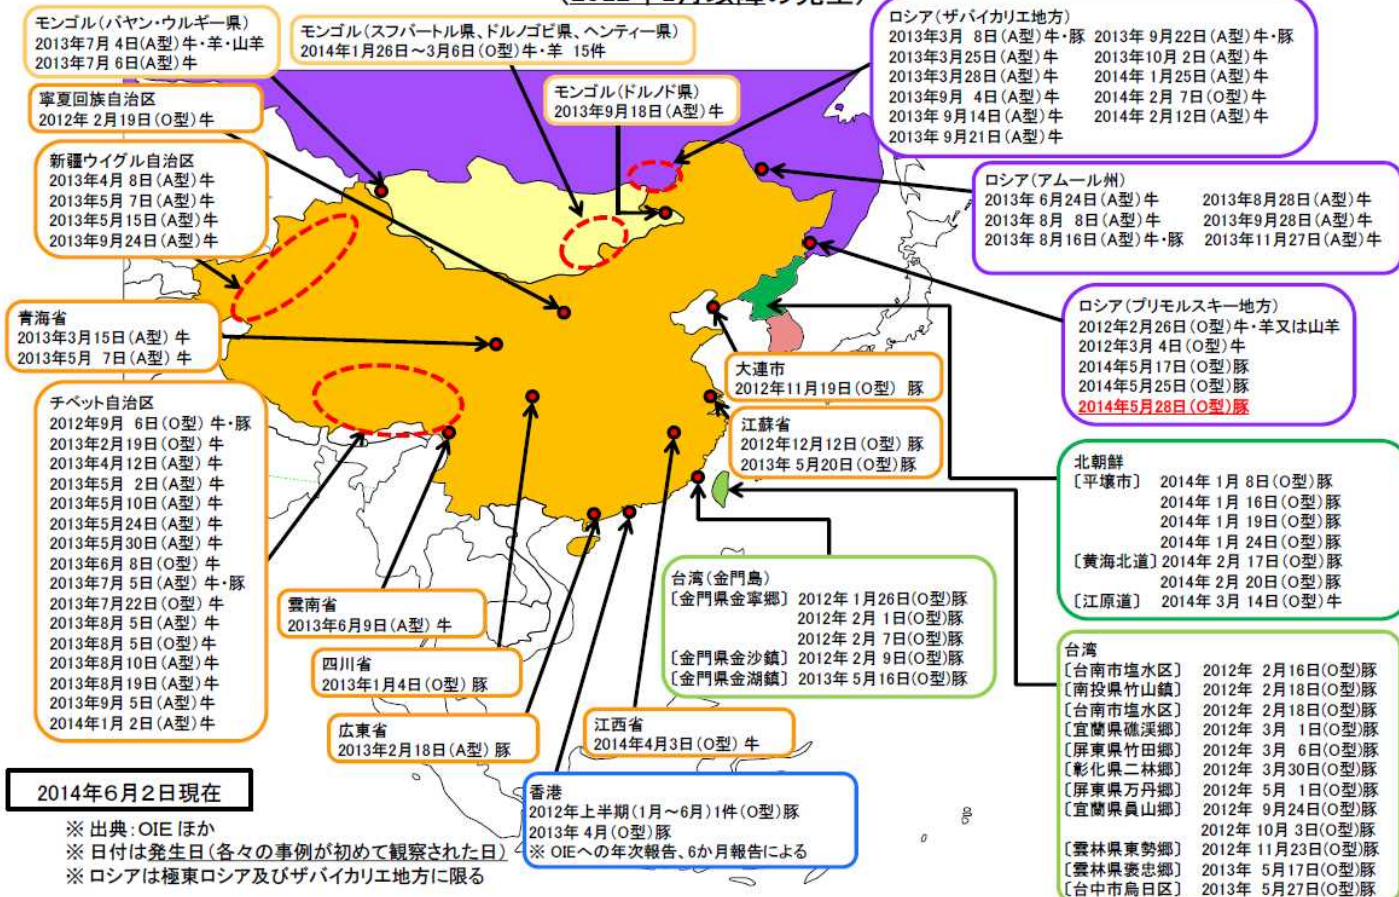 モンゴル(バヤン・ウルギー県)
2013年7月 4日(A型)牛・羊・山羊
2013年7月 6日(A型)牛
モンゴル(スフバートル県、ドルノゴビ県、ヘンティー県)
2014年1月26日～3月6日(O型)牛・羊 15件
モンゴル(ドルノド県)
2013年9月18日(A型)牛
ロシア(ザバイカリエ地方)
2013年3月 8日(A型)牛・豚 2013年 9月22日(A型)牛・豚
2013年3月25日(A型)牛 2013年10月 2日(A型)牛
2013年3月28日(A型)牛 2014年 1月25日(A型)牛
2013年9月 4日(A型)牛 2014年 2月 7日(O型)牛
2013年 9月14日(A型)牛 2014年 2月12日(A型)牛
2013年 9月21日(A型)牛
寧夏回族自治区
2012年 2月19日(O型)牛
新疆ウイグル自治区
2013年4月 8日(A型)牛
2013年5月 7日(A型)牛
2013年5月15日(A型)牛
2013年9月24日(A型)牛
ロシア(アムール州)
2013年 6月24日(A型)牛 2013年8月28日(A型)牛
2013年 8月 8日(A型)牛 2013年9月28日(A型)牛
2013年 8月16日(A型)牛・豚 2013年11月27日(A型)牛
ロシア(プリモルスキー地方)
2012年2月26日(O型)牛・羊又は山羊
2012年3月 4日(O型)牛
2014年5月17日(O型)豚
2014年5月25日(O型)豚
2014年5月28日(O型)豚
青海省
2013年3月15日(A型) 牛
2013年5月 7日(A型) 牛
大連市
2012年11月19日(O型) 豚
江蘇省
2012年12月12日(O型) 豚
2013年 5月20日(O型)豚
チベット自治区
2012年9月 6日(O型) 牛・豚
2013年2月19日(O型) 牛
2013年4月12日(A型) 牛
2013年5月 2日(A型) 牛
2013年5月10日(A型) 牛
2013年5月24日(A型) 牛
2013年5月30日(A型) 牛
2013年6月 8日(O型) 牛
2013年7月 5日(A型) 牛・豚
2013年7月22日(O型) 牛
2013年8月 5日(A型) 牛
2013年8月 5日(O型)牛
2013年8月10日(A型)牛
2013年8月19日(A型)牛
2013年9月 5日(A型)牛
2014年1月 2日(A型)牛
北朝鮮
〔平壌市〕 2014年 1月 8日(O型)豚
2014年 1月 16日(O型)豚
2014年 1月 19日(O型)豚
2014年 1月 24日(O型)豚
〔黄海北道〕 2014年 2月 17日(O型)豚
2014年 2月 20日(O型)豚
〔江原道〕 2014年 3月 14日(O型)牛
雲南省
2013年6月9日(A型) 牛
四川省
2013年1月4日(O型) 豚
広東省
2013年2月18日(A型) 豚
江西省
2014年4月3日(O型) 牛
台湾(金門島)
〔金門県金寧郷〕 2012年 1月26日(O型)豚
2012年 2月 1日(O型)豚
2012年 2月 7日(O型)豚
〔金門県金沙鎮〕 2012年 2月 9日(O型)豚
〔金門県金湖鎮〕 2013年 5月16日(O型)豚
台湾
〔台南市塩水区〕 2012年 2月16日(O型)豚
〔南投県竹山鎮〕 2012年 2月18日(O型)豚
〔台南市塩水区〕 2012年 2月18日(O型)豚
〔宜蘭県礁渓郷〕 2012年 3月 1日(O型)豚
〔屏東県竹田郷〕 2012年 3月 6日(O型)豚
〔彰化県二林郷〕 2012年 3月30日(O型)豚
〔屏東県万丹郷〕 2012年 5月 1日(O型)豚
〔宜蘭県員山郷〕 2012年 9月24日(O型)豚
2012年 10月 3日(O型)豚
〔雲林県東勢郷〕 2012年 11月23日(O型)豚
〔雲林県褒忠郷〕 2013年 5月17日(O型)豚
〔台中市烏日区〕 2013年 5月27日(O型)豚
香港
2012年上半期(1月～6月)1件(O型)豚
2013年 4月(O型)豚
※ OIEへの年次報告、6か月報告による
2014年6月2日現在
※ 出典:OIE ほか
※ 日付は発生日(各々の事例が初めて観察された日)
※ ロシアは極東ロシア及びザバイカリエ地方に限る